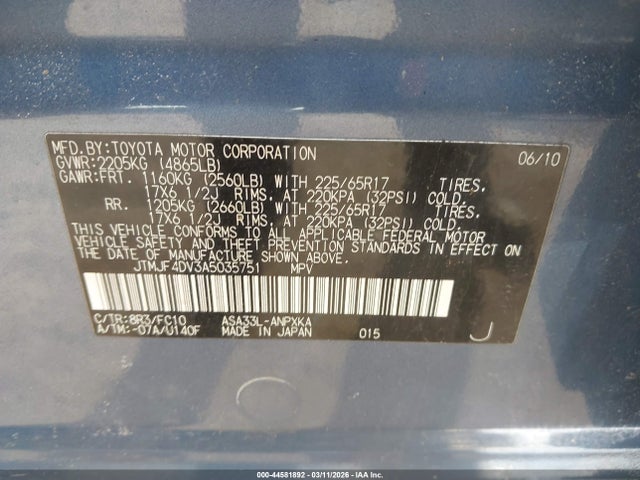 MFD.BY:TOYOTA MOTOR CORPORATION 06/10
GVWR:2205KG (4865LB)
GAWR:FRT. 1160KG (2560LB) WITH 225/65R17 TIRES.
17X6 1/2J RIMS, AT 220KPA (32PSI) COLD.
RR. 1205KG (2660LB) WITH 225/65R17 TIRES.
17X6 1/2J RIMS, AT 220KPA (32PSI) COLD.
THIS VEHICLE CONFORMS TO ALL APPLICABLE FEDERAL MOTOR
VEHICLE SAFETY AND THEFT PREVENTION STANDARDS IN EFFECT ON
THE DATE OF MANUFACTURE SHOWN ABOVE.
JTMJF4DV3A5035751 MPV
C/TR:8R3/FC10 ASA33L-ANPXKA
A/TM:-07A/U140F MADE IN JAPAN 015 J
000-44581892 - 03/11/2026 - IAA Inc.